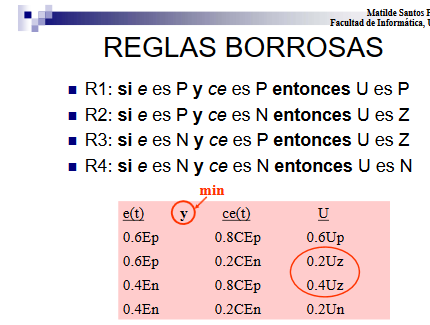 Matilde Santos
Facultad de Informática,
REGLAS BORROSAS
R1: si e es P y ce es P entonces U es P
R2: si e es P y ce es N entonces U es Z
R3: si e es N y ce es P entonces U es Z
R4: si e es N y ce es N entonces U es N
min
e(t) y ce(t) U
0.6Ep 0.8CEp 0.6Up
0.6Ep 0.2CEn 0.2Uz
0.4En 0.8CEp 0.4Uz
0.4En 0.2CEn 0.2Un